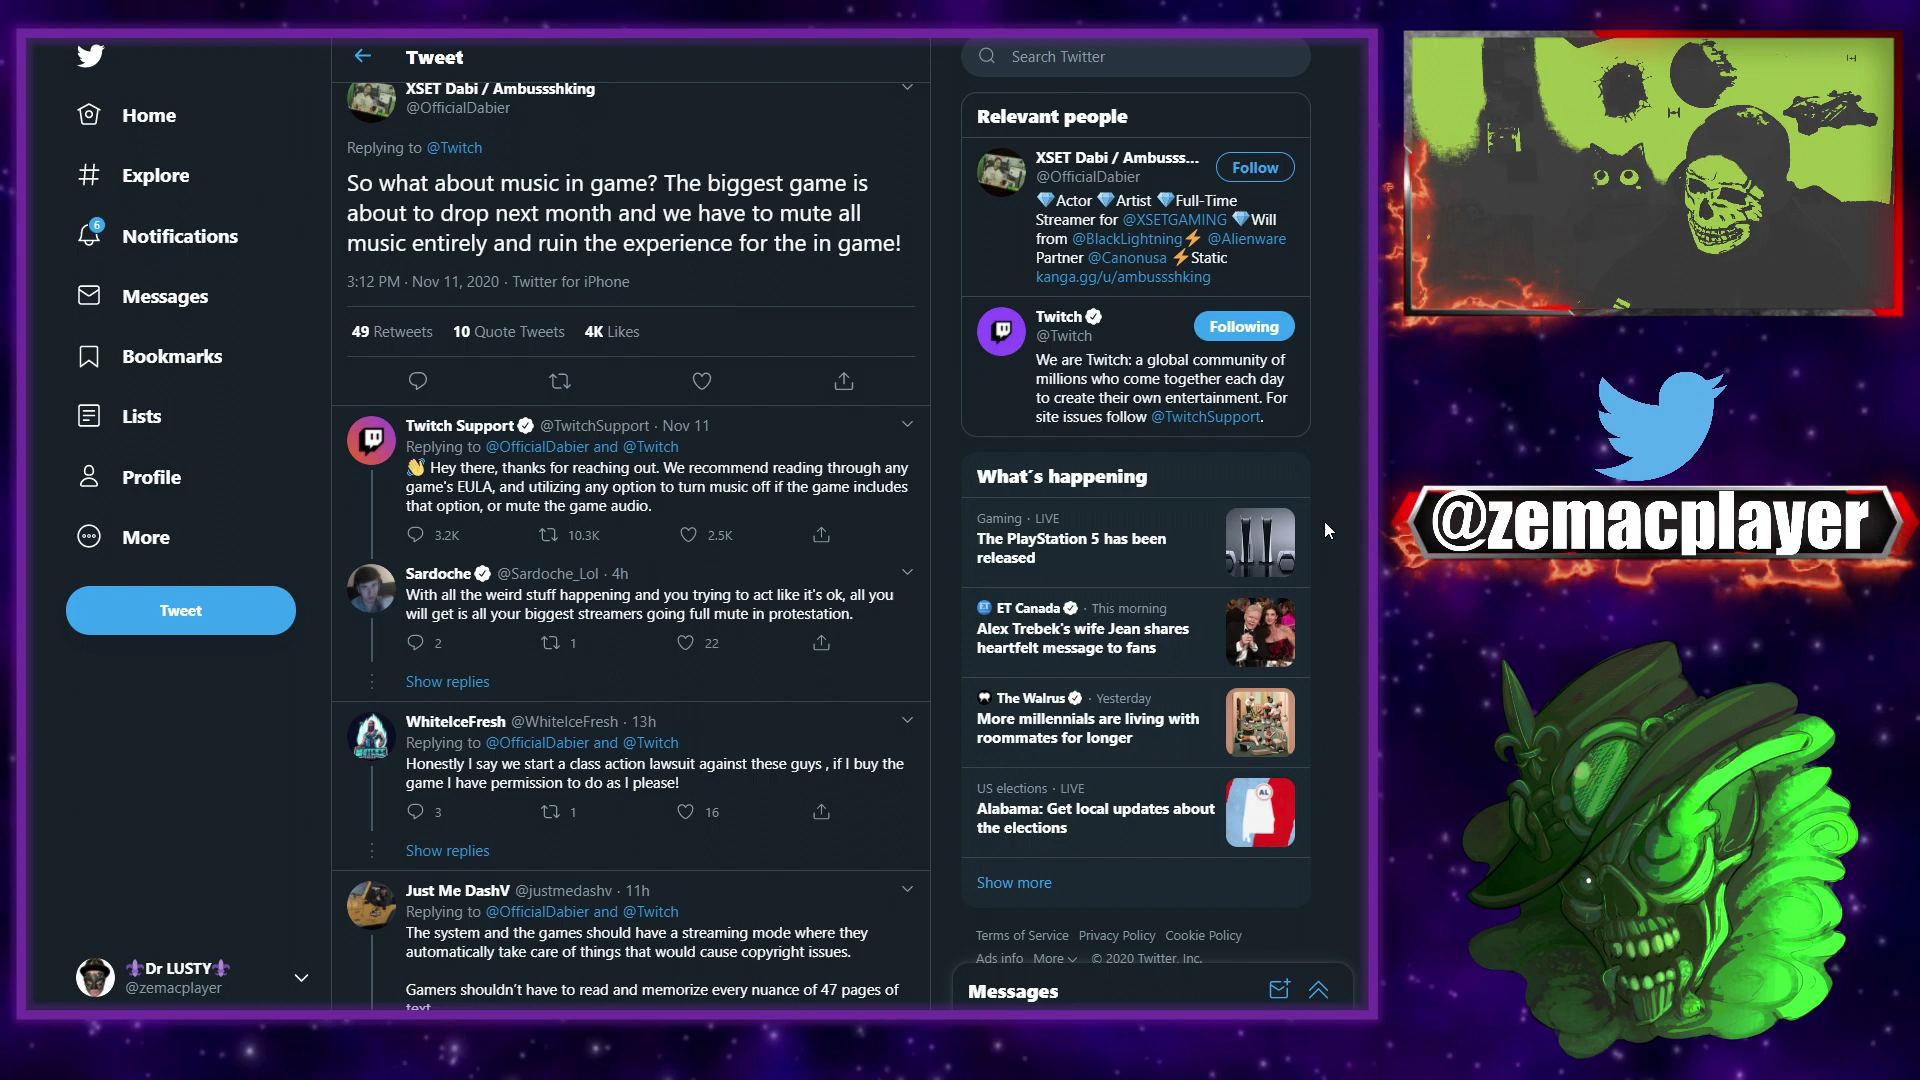 Home
Explore
6
Notifications
Messages
Bookmarks
Lists
Profile
More
Tweet
⚜Dr LUSTY⚜
@zemacplayer
Tweet
XSET Dabi / Ambussshking
@OfficialDabier
Replying to @Twitch
So what about music in game? The biggest game is
about to drop next month and we have to mute all
music entirely and ruin the experience for the in game!
3:12 PM · Nov 11, 2020 · Twitter for iPhone
49 Retweets 10 Quote Tweets 4K Likes
Twitch Support @TwitchSupport · Nov 11
Replying to @OfficialDabier and @Twitch
👋 Hey there, thanks for reaching out. We recommend reading through any
game's EULA, and utilizing any option to turn music off if the game includes
that option, or mute the game audio.
3.2K 10.3K 2.5K
Sardoche @Sardoche_Lol · 4h
With all the weird stuff happening and you trying to act like it's ok, all you
will get is all your biggest streamers going full mute in protestation.
2 1 22
Show replies
WhiteIceFresh @WhiteIceFresh · 13h
Replying to @OfficialDabier and @Twitch
Honestly I say we start a class action lawsuit against these guys , if I buy the
game I have permission to do as I please!
3 1 16
Show replies
Just Me DashV @justmedashv · 11h
Replying to @OfficialDabier and @Twitch
The system and the games should have a streaming mode where they
automatically take care of things that would cause copyright issues.
Gamers shouldn't have to read and memorize every nuance of 47 pages of
text
Search Twitter
Relevant people
XSET Dabi / Ambusss...
@OfficialDabier
Follow
💎Actor 💎Artist 💎Full-Time
Streamer for @XSETGAMING 💎Will
from @BlackLightning⚡ @Alienware
Partner @Canonusa ⚡Static
kanga.gg/u/ambussshking
Twitch
@Twitch
Following
We are Twitch: a global community of
millions who come together each day
to create their own entertainment. For
site issues follow @TwitchSupport.
What´s happening
Gaming · LIVE
The PlayStation 5 has been
released
ET Canada · This morning
Alex Trebek's wife Jean shares
heartfelt message to fans
The Walrus · Yesterday
More millennials are living with
roommates for longer
US elections · LIVE
Alabama: Get local updates about
the elections
AL
Show more
Terms of Service Privacy Policy Cookie Policy
Ads info More © 2020 Twitter, Inc.
Messages
@zemacplayer